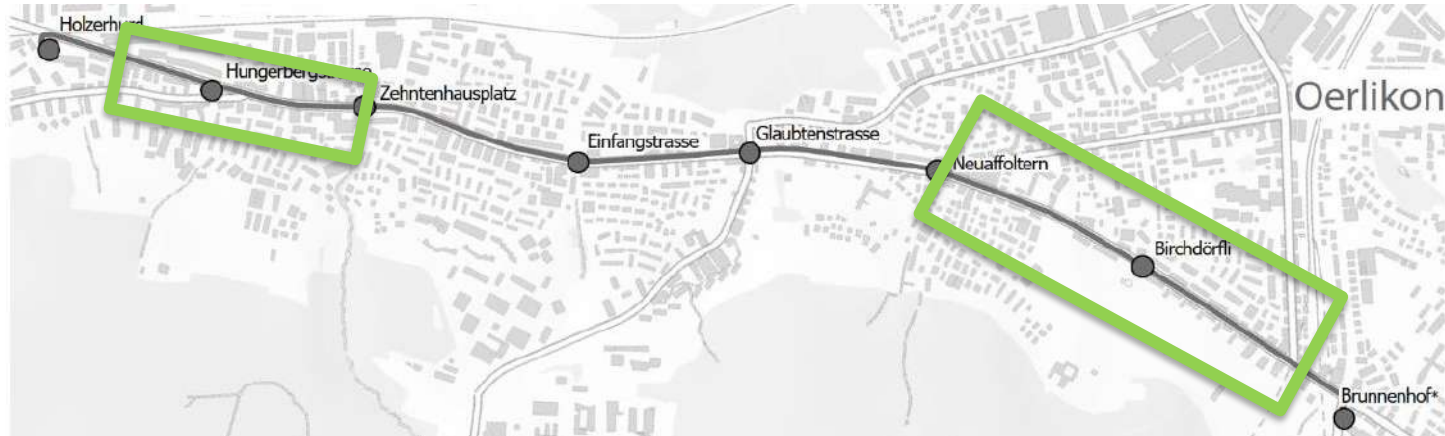 Holzerhurd
Hungerbergstrasse
Zehntenhausplatz
Einfangstrasse
Glaubtenstrasse
Neuaffoltern
Birchdörfli
Oerlikon
Brunnenhof*